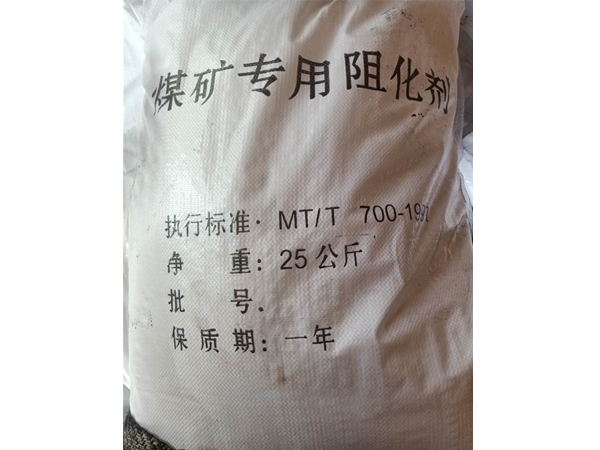 煤矿专用阻化剂
执行标准: MT/T 700-1997
净 重: 25公斤
批 号:
保质期: 一年